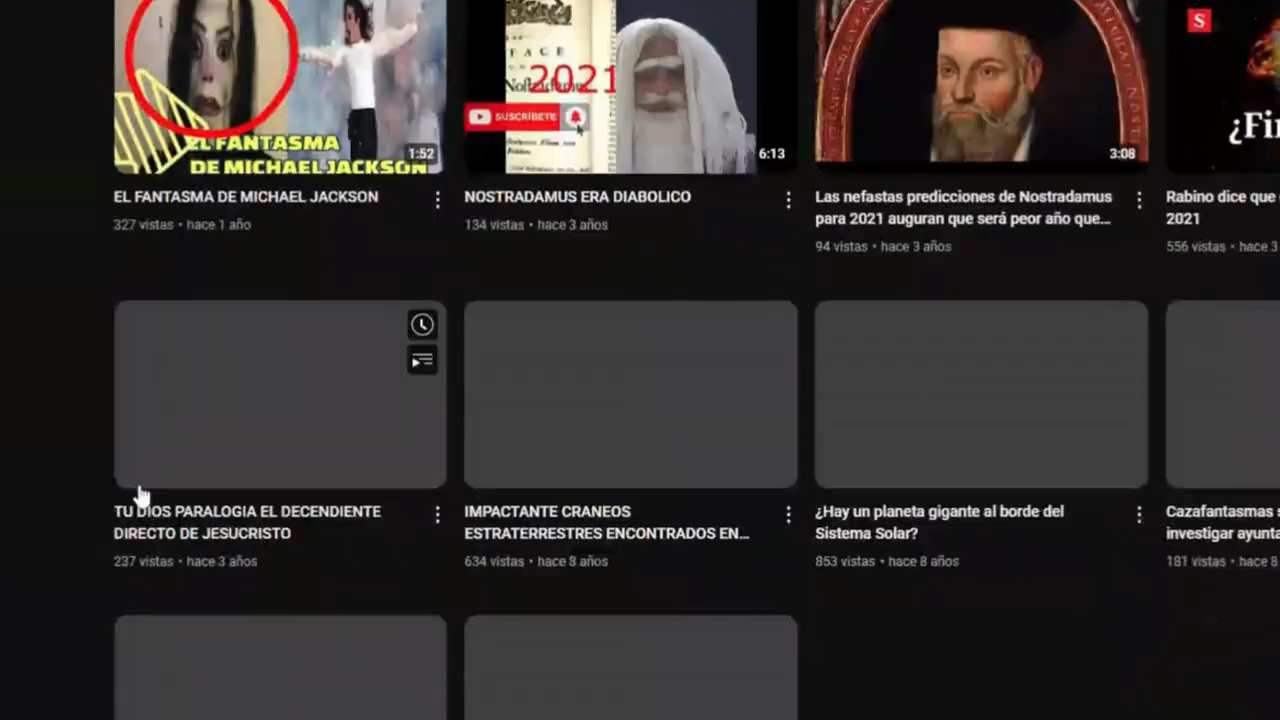 EL FANTASMA
DE MICHAEL JACKSON
1:52
FACE
2021
SUSCRÍBETE
6:13
3:08
S
¿Fi
EL FANTASMA DE MICHAEL JACKSON
327 vistas • hace 1 año
NOSTRADAMUS ERA DIABOLICO
134 vistas • hace 3 años
Las nefastas predicciones de Nostradamus
para 2021 auguran que será peor año que...
94 vistas • hace 3 años
Rabino dice que
2021
556 vistas • hace 3
TU DIOS PARALOGIA EL DECENDIENTE
DIRECTO DE JESUCRISTO
237 vistas • hace 3 años
IMPACTANTE CRANEOS
ESTRATERRESTRES ENCONTRADOS EN...
634 vistas • hace 8 años
¿Hay un planeta gigante al borde del
Sistema Solar?
853 vistas • hace 8 años
Cazafantasmas s
investigar ayunta
181 vistas • hace 8